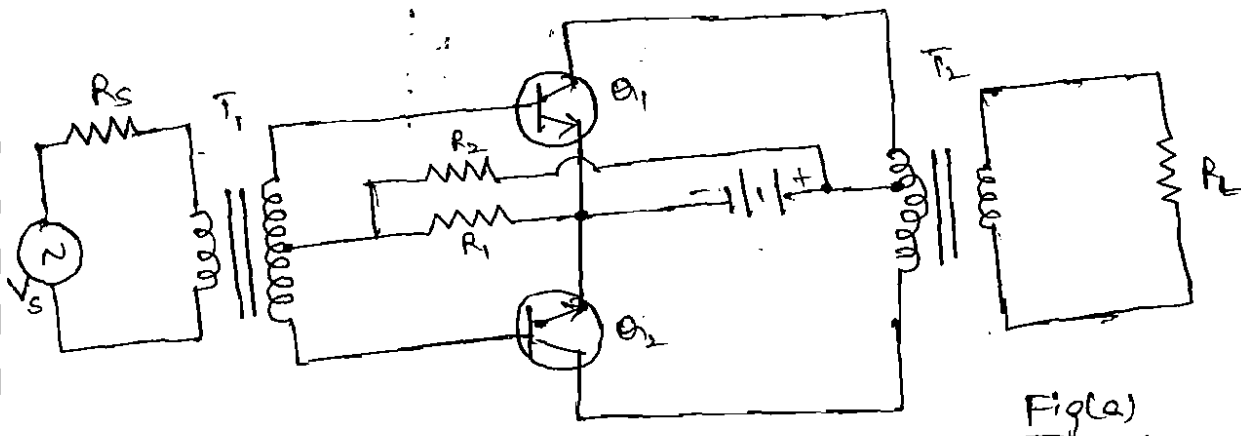 Rs
T1
Q1
T2
R2
- +
R1
RL
~
Vs
Q2
Fig(a)